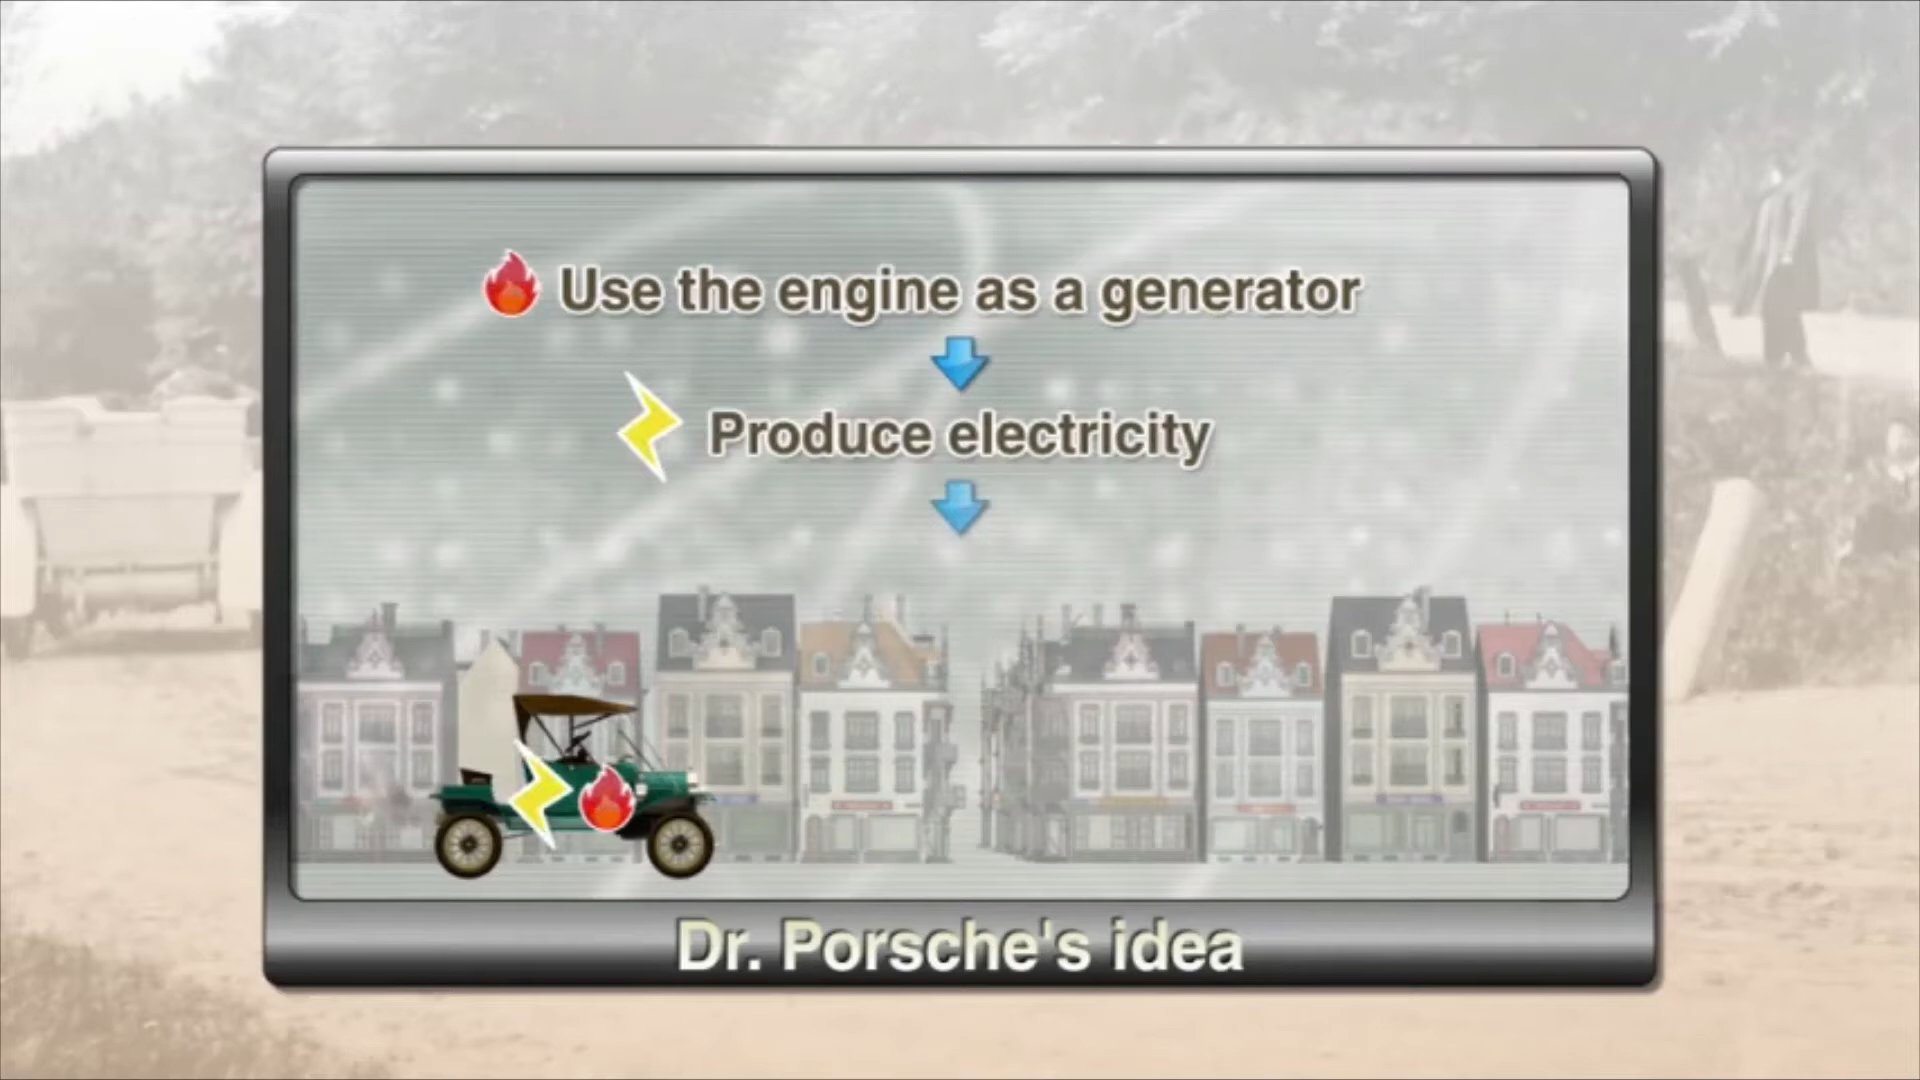 Use the engine as a generator
Produce electricity
Dr. Porsche's idea